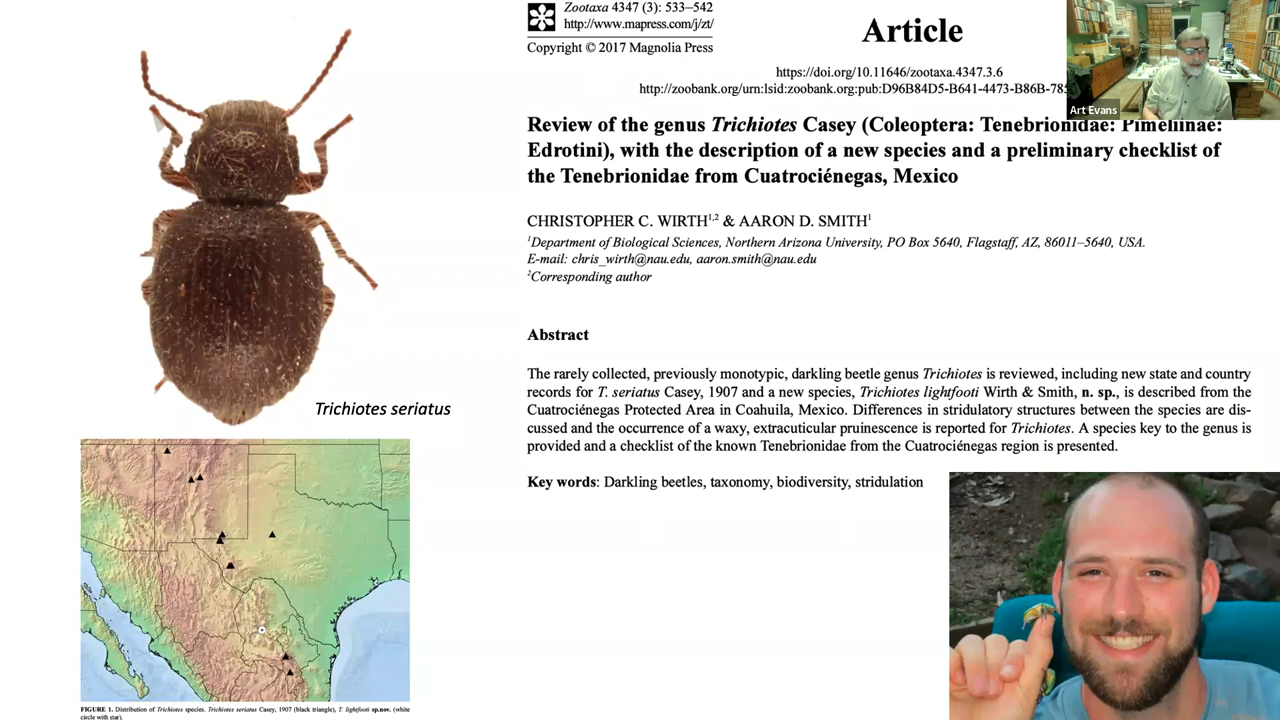 Zootaxa 4347 (3): 533–542
http://www.mapress.com/j/zt/
Copyright © 2017 Magnolia Press
Article
https://doi.org/10.11646/zootaxa.4347.3.6
http://zoobank.org/urn:lsid:zoobank.org:pub:D96B84D5-B641-4473-B86B-785
Art Evans
Review of the genus Trichiotes Casey (Coleoptera: Tenebrionidae: Pimeliinae:
Edrotini), with the description of a new species and a preliminary checklist of
the Tenebrionidae from Cuatrociénegas, Mexico
CHRISTOPHER C. WIRTH1,2 & AARON D. SMITH1
1Department of Biological Sciences, Northern Arizona University, PO Box 5640, Flagstaff, AZ, 86011–5640, USA.
E-mail: chris_wirth@nau.edu, aaron.smith@nau.edu
2Corresponding author
Abstract
The rarely collected, previously monotypic, darkling beetle genus Trichiotes is reviewed, including new state and country
records for T. seriatus Casey, 1907 and a new species, Trichiotes lightfooti Wirth & Smith, n. sp., is described from the
Cuatrociénegas Protected Area in Coahuila, Mexico. Differences in stridulatory structures between the species are dis-
cussed and the occurrence of a waxy, extracuticular pruinescence is reported for Trichiotes. A species key to the genus is
provided and a checklist of the known Tenebrionidae from the Cuatrociénegas region is presented.
Key words: Darkling beetles, taxonomy, biodiversity, stridulation
Trichiotes seriatus
FIGURE 1. Distribution of Trichiotes species. Trichiotes seriatus Casey, 1907 (black triangle), T. lightfooti sp.nov. (white
circle with star).